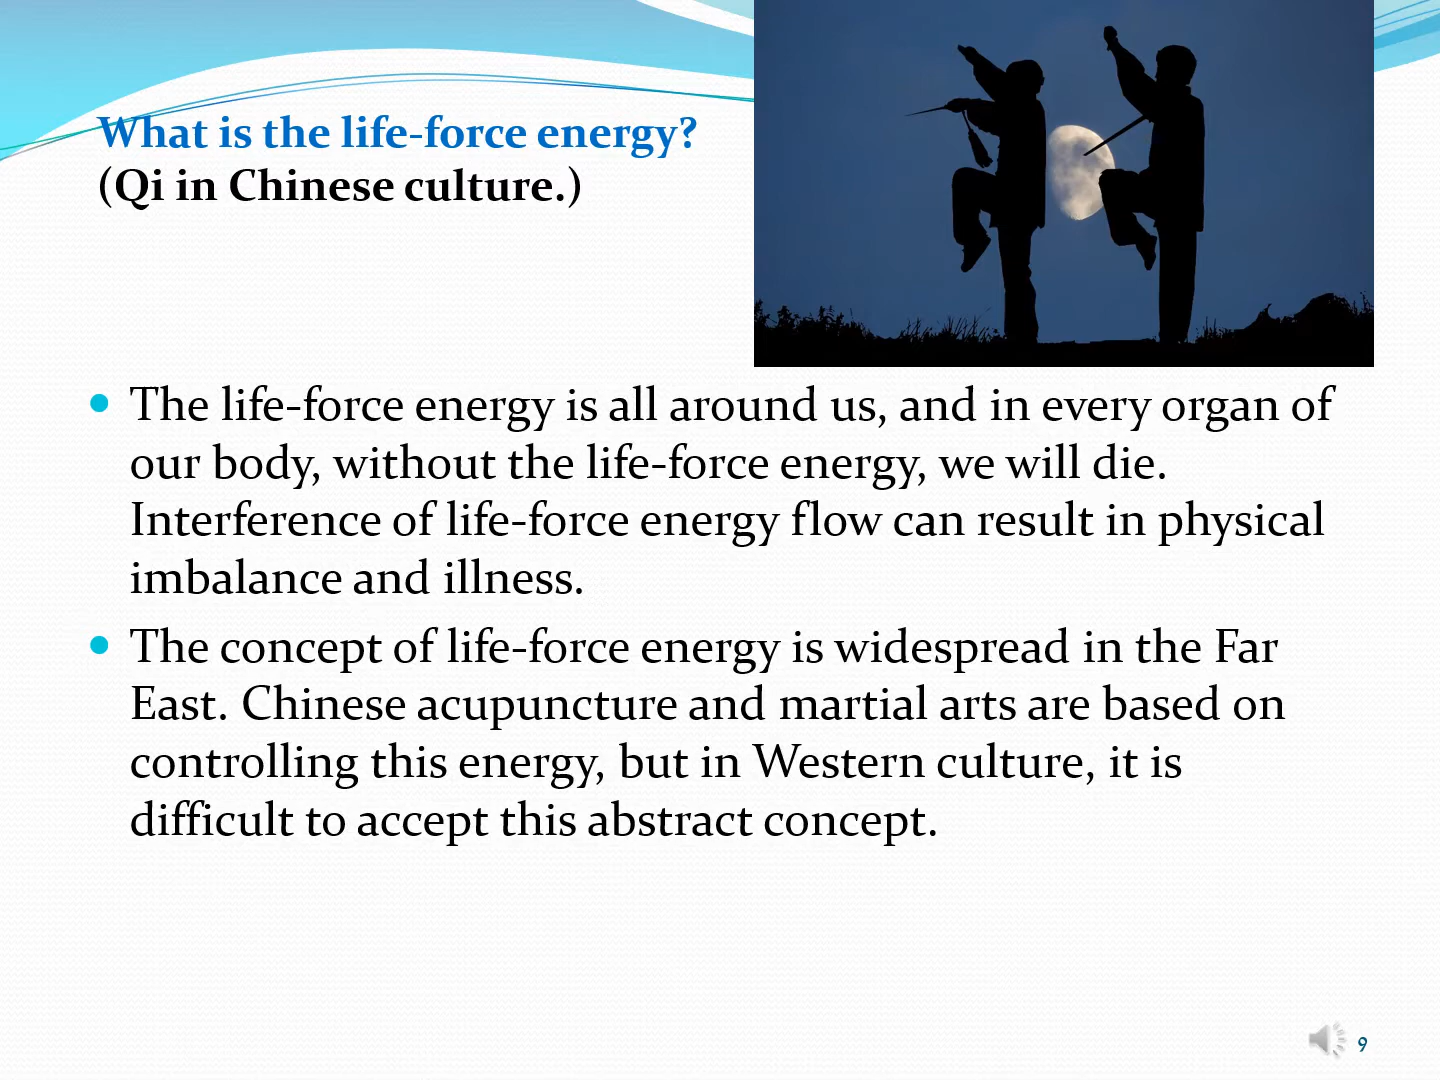 What is the life-force energy?
(Qi in Chinese culture.)
The life-force energy is all around us, and in every organ of
our body, without the life-force energy, we will die.
Interference of life-force energy flow can result in physical
imbalance and illness.
The concept of life-force energy is widespread in the Far
East. Chinese acupuncture and martial arts are based on
controlling this energy, but in Western culture, it is
difficult to accept this abstract concept.
9